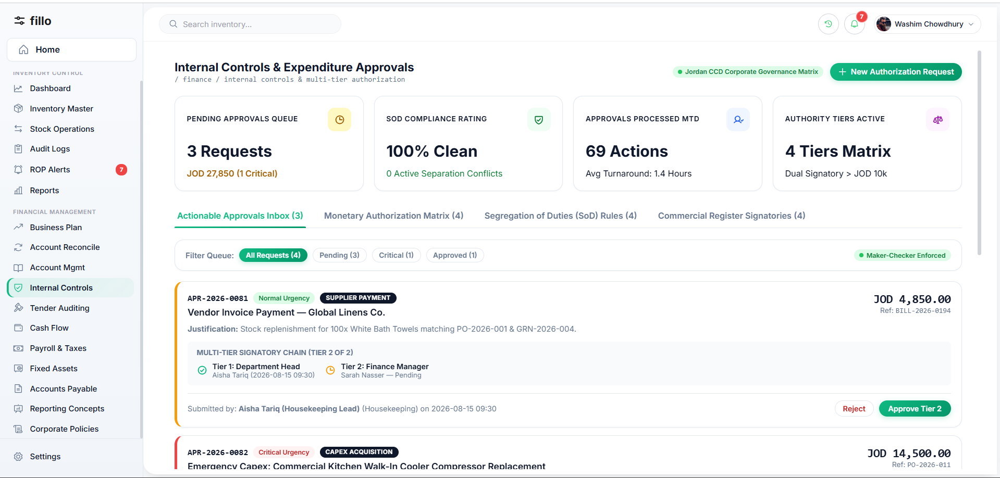 fillo
Search inventory...
7
Washim Chowdhury
Home
INVENTORY CONTROL
Dashboard
Inventory Master
Stock Operations
Audit Logs
ROP Alerts
7
Reports
FINANCIAL MANAGEMENT
Business Plan
Account Reconcile
Account Mgmt
Internal Controls
Tender Auditing
Cash Flow
Payroll & Taxes
Fixed Assets
Accounts Payable
Reporting Concepts
Corporate Policies
Settings
Internal Controls & Expenditure Approvals
/ finance / internal controls & multi-tier authorization
Jordan CCD Corporate Governance Matrix
New Authorization Request
PENDING APPROVALS QUEUE
3 Requests
JOD 27,850 (1 Critical)
SOD COMPLIANCE RATING
100% Clean
0 Active Separation Conflicts
APPROVALS PROCESSED MTD
69 Actions
Avg Turnaround: 1.4 Hours
AUTHORITY TIERS ACTIVE
4 Tiers Matrix
Dual Signatory > JOD 10k
Actionable Approvals Inbox (3)
Monetary Authorization Matrix (4)
Segregation of Duties (SoD) Rules (4)
Commercial Register Signatories (4)
Filter Queue:
All Requests (4)
Pending (3)
Critical (1)
Approved (1)
Maker-Checker Enforced
APR-2026-0081 Normal Urgency SUPPLIER PAYMENT
JOD 4,850.00
Vendor Invoice Payment — Global Linens Co.
Ref: BILL-2026-0194
Justification: Stock replenishment for 100x White Bath Towels matching PO-2026-001 & GRN-2026-004.
MULTI-TIER SIGNATORY CHAIN (TIER 2 OF 2)
Tier 1: Department Head
Aisha Tariq (2026-08-15 09:30)
Tier 2: Finance Manager
Sarah Nasser — Pending
Submitted by: Aisha Tariq (Housekeeping Lead) (Housekeeping) on 2026-08-15 09:30
Reject
Approve Tier 2
APR-2026-0082 Critical Urgency CAPEX ACQUISITION
JOD 14,500.00
Emergency Capex: Commercial Kitchen Walk-In Cooler Compressor Replacement
Ref: PO-2026-011